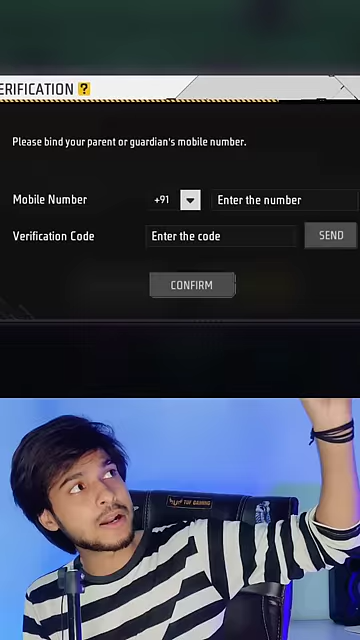 ERIFICATION ?
Please bind your parent or guardian's mobile number.
Mobile Number +91 Enter the number
Verification Code Enter the code SEND
CONFIRM
TUF GAMING